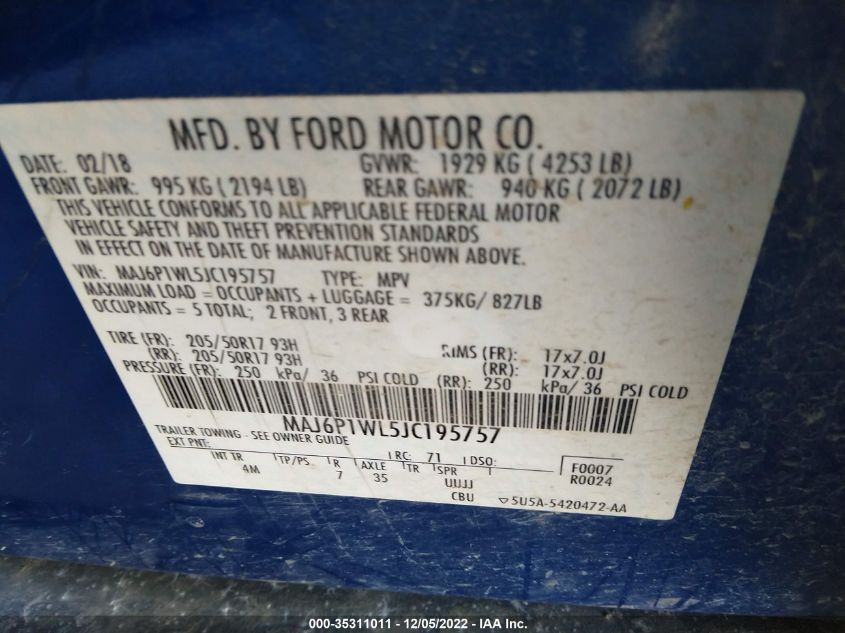 MFD. BY FORD MOTOR CO.
DATE: 02/18 GVWR: 1929 KG ( 4253 LB)
FRONT GAWR: 995 KG ( 2194 LB) REAR GAWR: 940 KG ( 2072 LB)
THIS VEHICLE CONFORMS TO ALL APPLICABLE FEDERAL MOTOR
VEHICLE SAFETY AND THEFT PREVENTION STANDARDS
IN EFFECT ON THE DATE OF MANUFACTURE SHOWN ABOVE.
VIN: MAJ6P1WL5JC195757 TYPE: MPV
MAXIMUM LOAD = OCCUPANTS + LUGGAGE = 375KG/ 827LB
OCCUPANTS = 5 TOTAL; 2 FRONT, 3 REAR
TIRE (FR): 205/50R17 93H RIMS (FR): 17x7.0J
(RR): 205/50R17 93H (RR): 17x7.0J
PRESSURE (FR): 250 kPa/ 36 PSI COLD (RR): 250 kPa/ 36 PSI COLD
MAJ6P1WL5JC195757
TRAILER TOWING - SEE OWNER GUIDE
EXT PNT: RC: 71 DSO: F0007
INT TR TP/PS R AXLE TR SPR R0024
4M 7 35 UUJJ
CBU 5U5A-5420472-AA
000-35311011 - 12/05/2022 - IAA Inc.